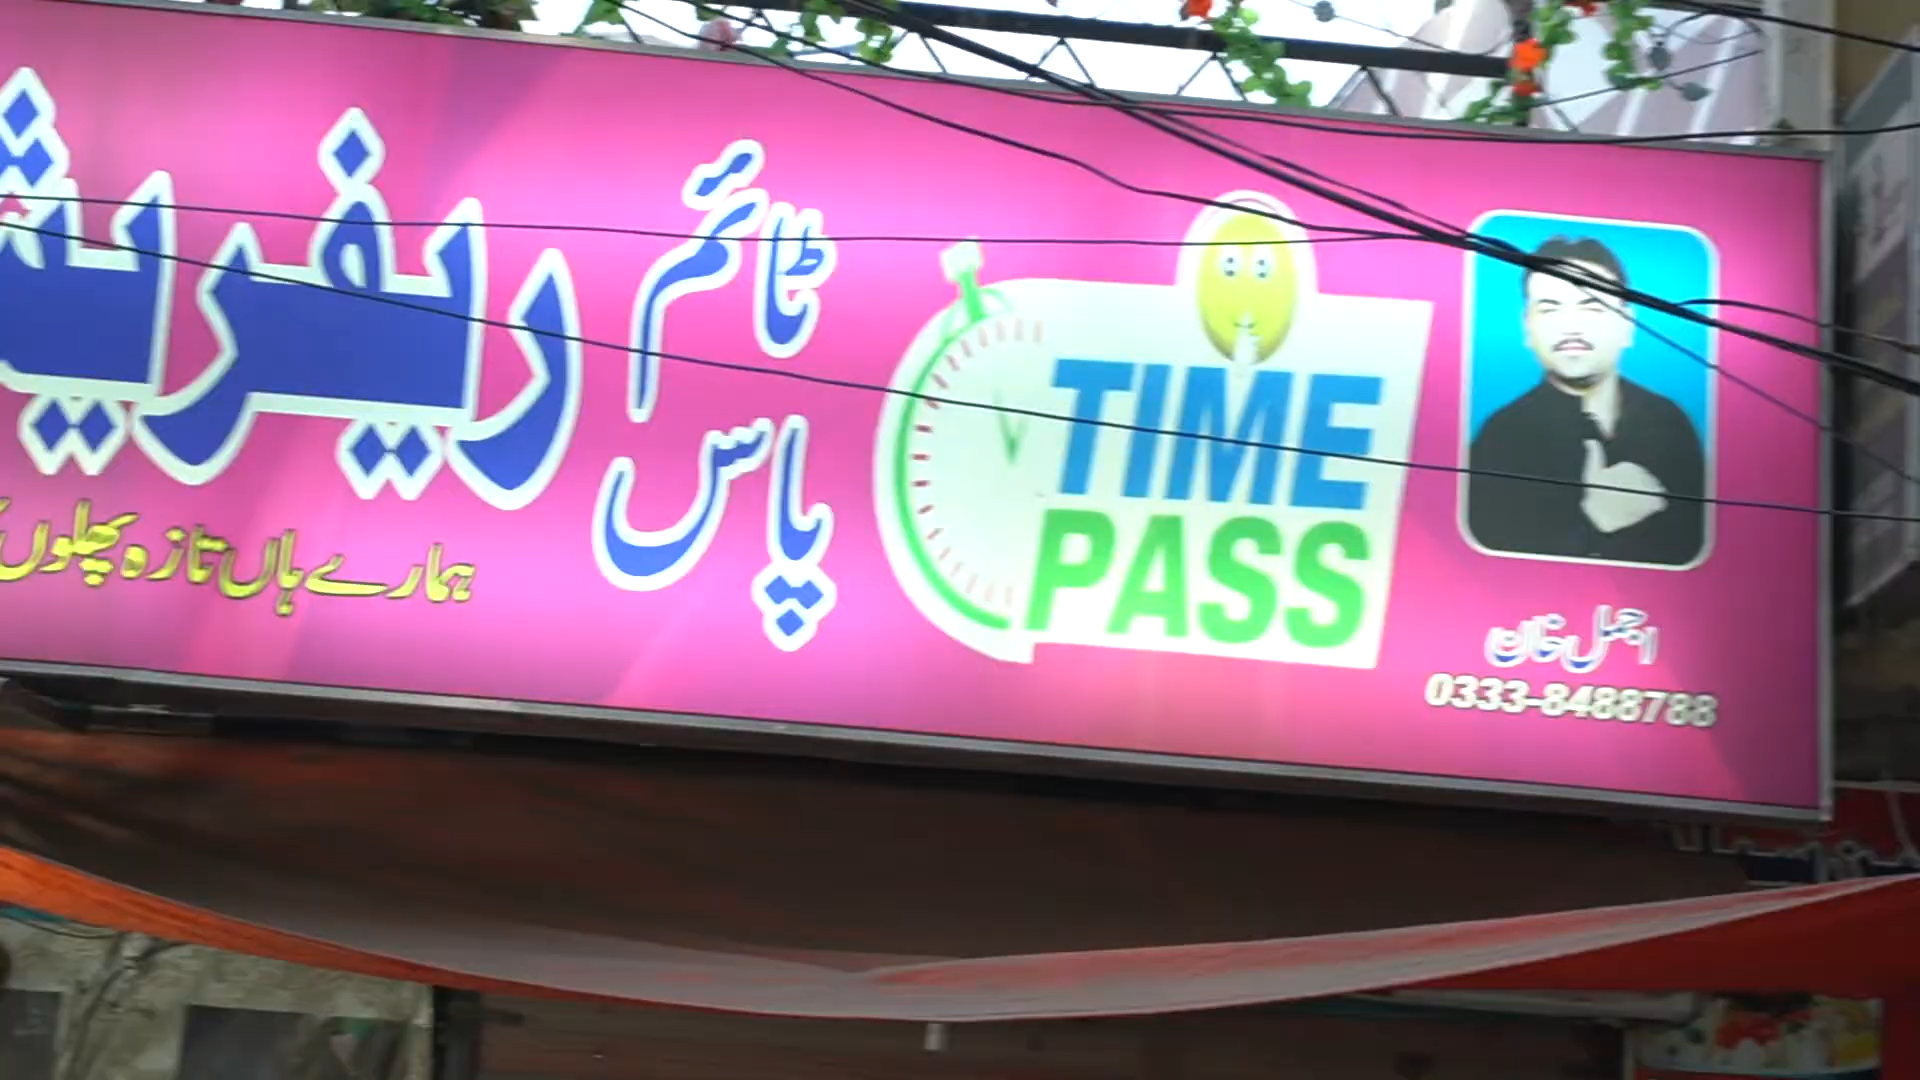 ٹائم
پاس
TIME
PASS
ہمارے ہاں تازہ پھلوں
اجمل خان
0333-8488788